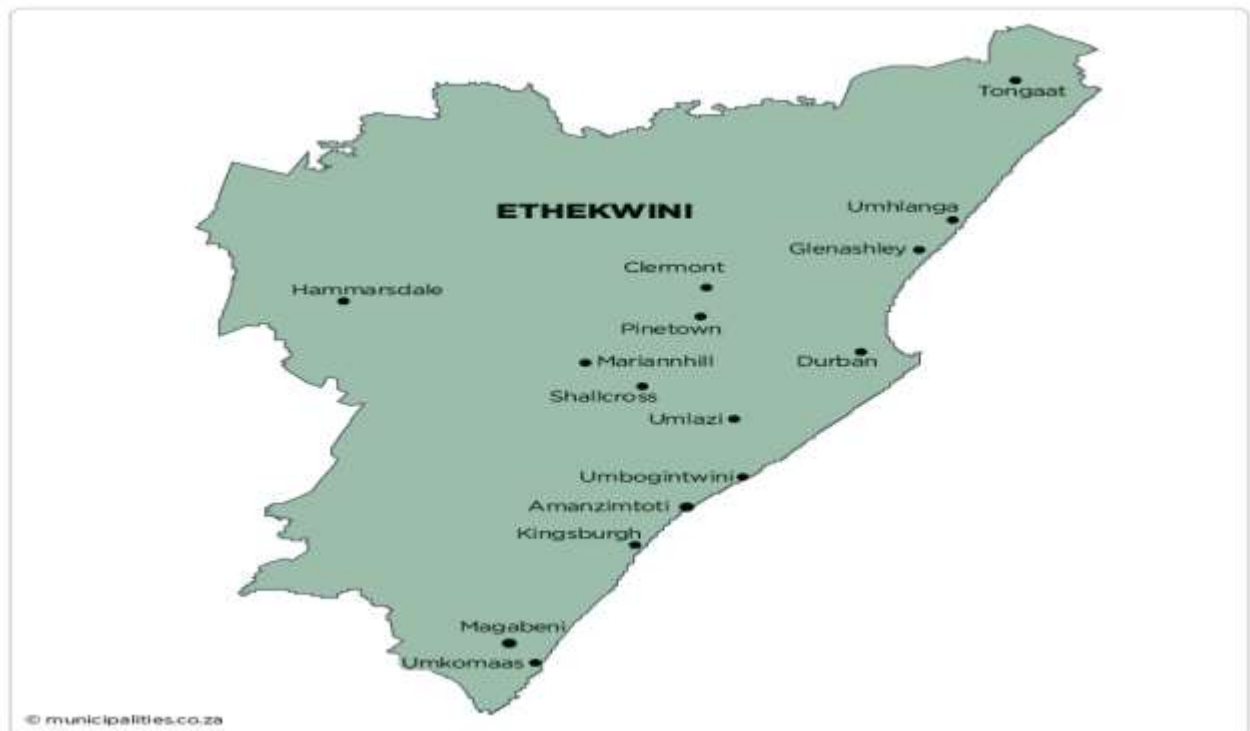 Tongaat
ETHEKWINI
Umhlanga
Glenashley
Clermont
Hammarsdale
Pinetown
Mariannhill
Durban
Shallcross
Umlazi
Umbogintwini
Amanzimtoti
Kingsburgh
Magabeni
Umkomaas
© municipalities.co.za